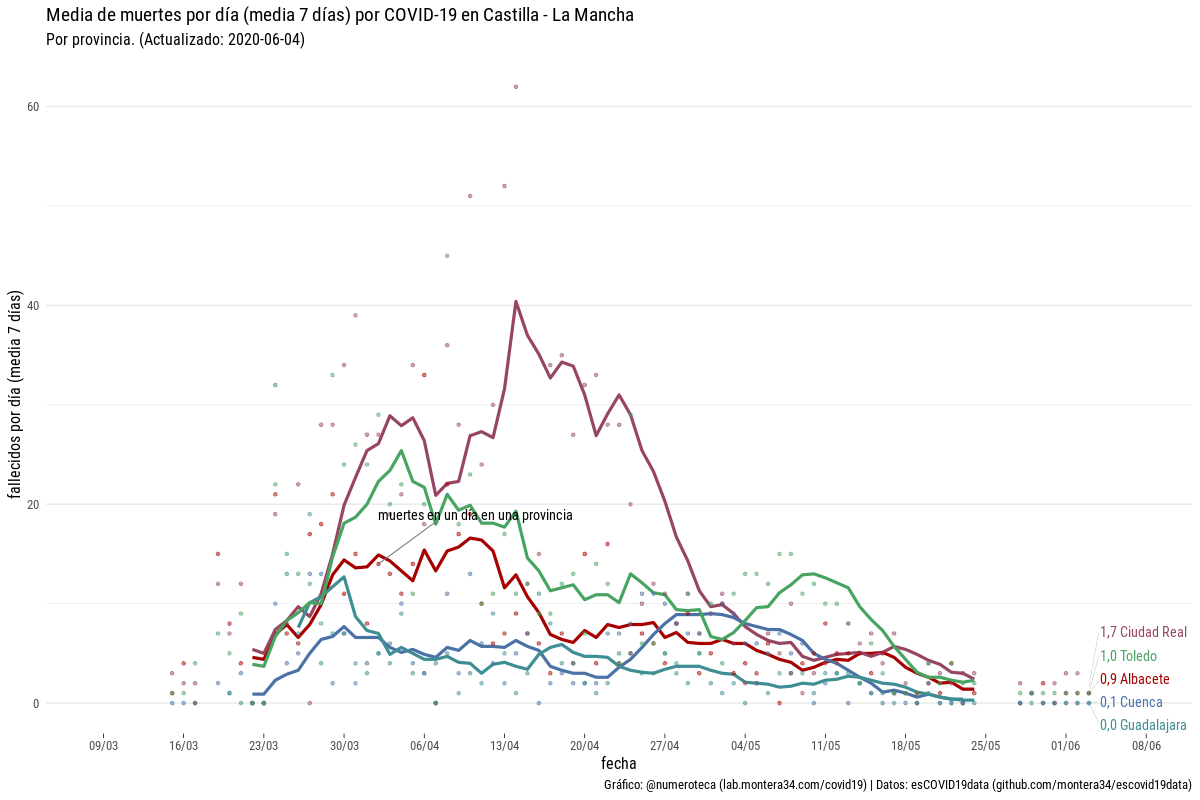 Media de muertes por día (media 7 días) por COVID-19 en Castilla - La Mancha
Por provincia. (Actualizado: 2020-06-04)
fallecidos por día (media 7 días)
60
40
20
0
muertes en un día en una provincia
1,7 Ciudad Real
1,0 Toledo
0,9 Albacete
0,1 Cuenca
0,0 Guadalajara
09/03 16/03 23/03 30/03 06/04 13/04 20/04 27/04 04/05 11/05 18/05 25/05 01/06 08/06
fecha
Gráfico: @numeroteca (lab.montera34.com/covid19) | Datos: esCOVID19data (github.com/montera34/escovid19data)